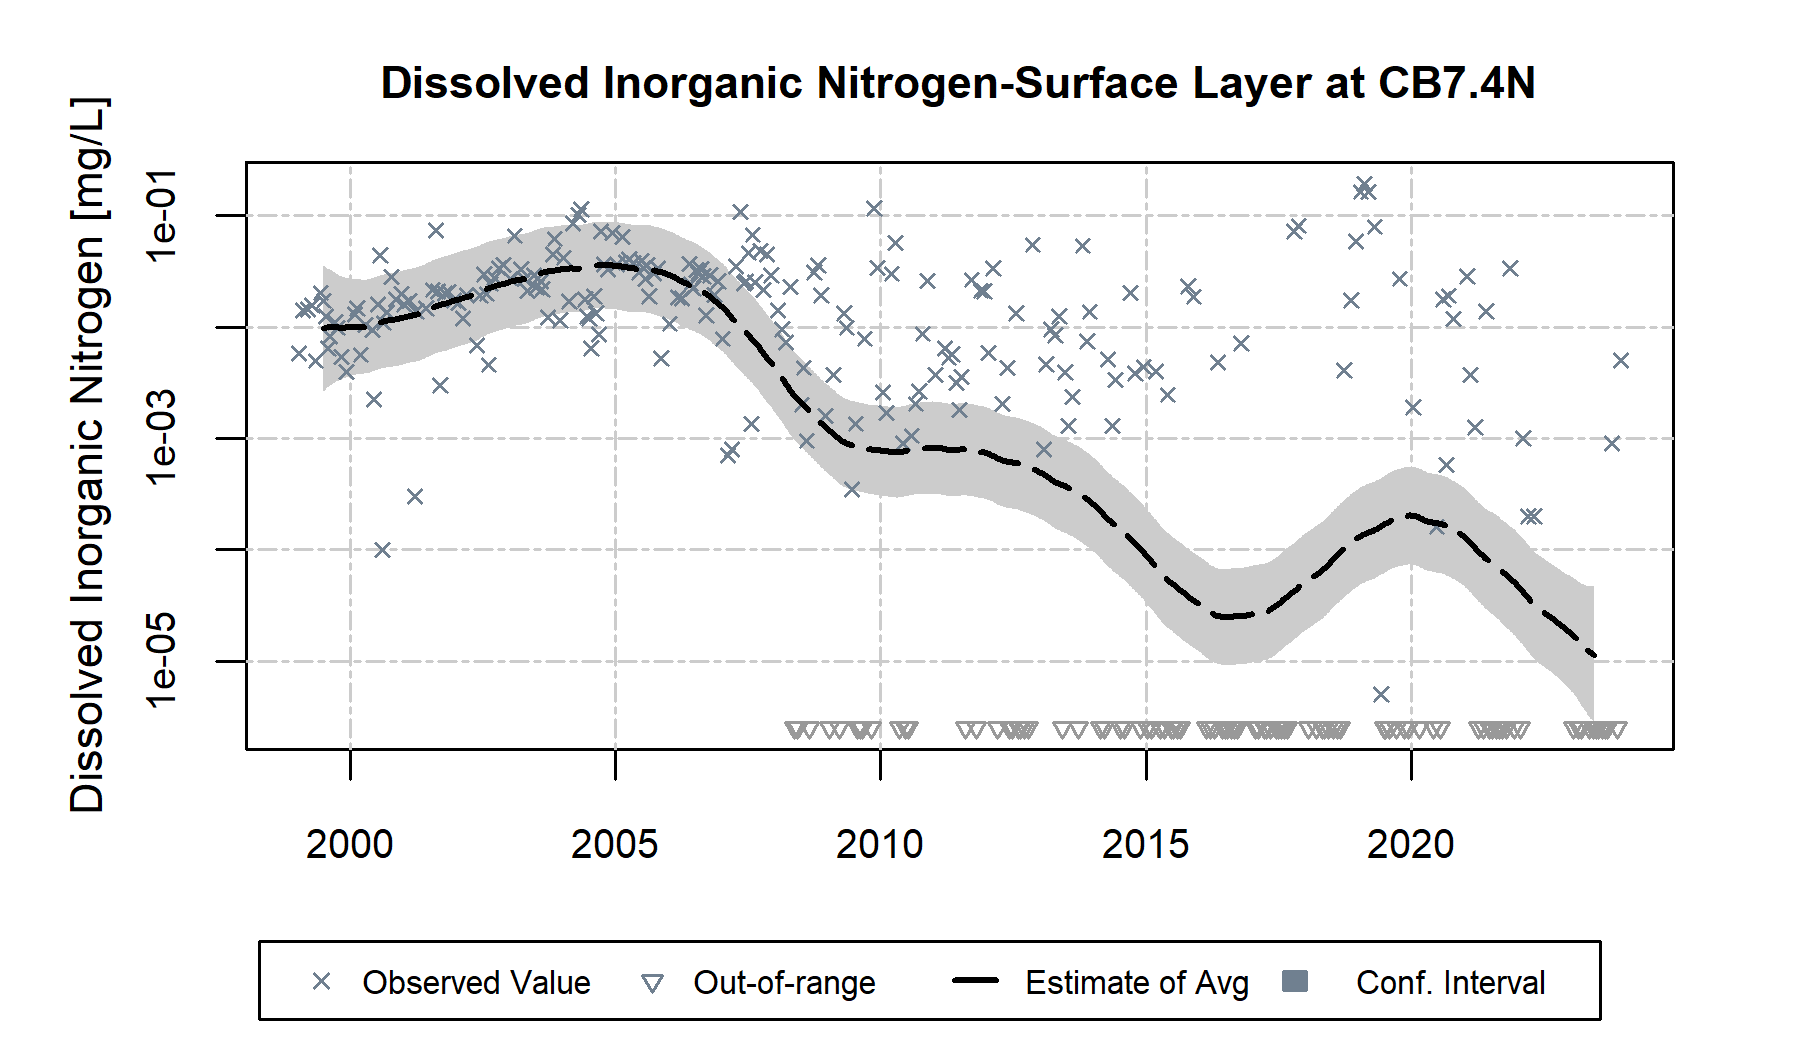 Dissolved Inorganic Nitrogen-Surface Layer at CB7.4N
Dissolved Inorganic Nitrogen [mg/L]
1e-01
1e-03
1e-05
2000 2005 2010 2015 2020
Observed Value Out-of-range Estimate of Avg Conf. Interval